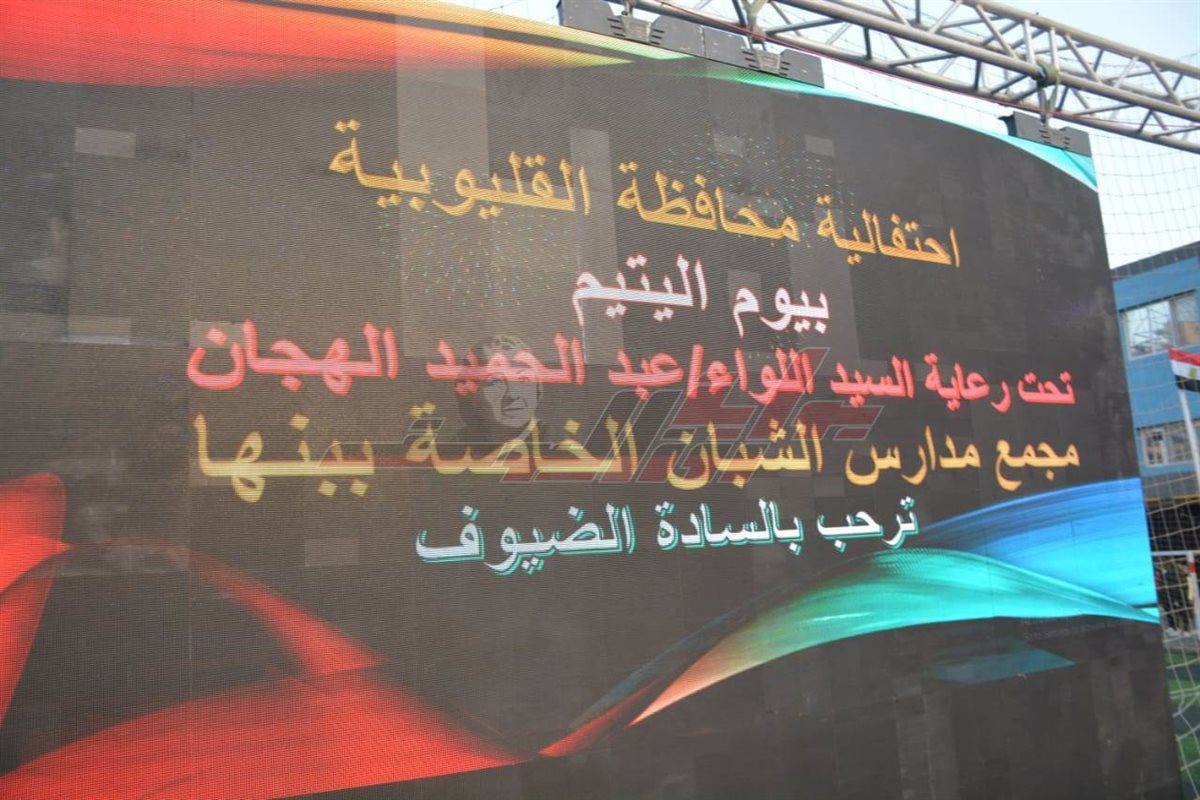 احتفالية محافظة القليوبية
بيوم اليتيم
تحت رعاية السيد اللواء/عبد الحميد الهجان
مجمع مدارس الشبان الخاصة ببنها
ترحب بالسادة الضيوف